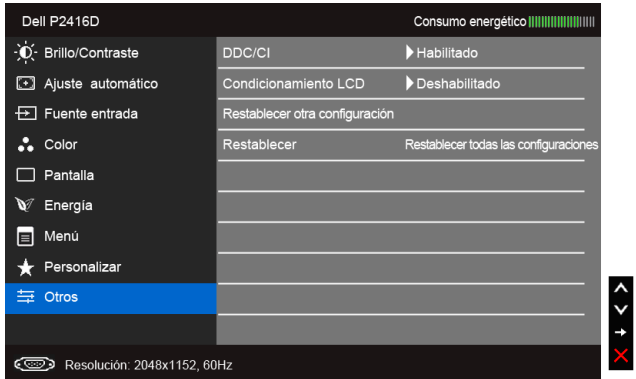 Dell P2416D Consumo energético
Brillo/Contraste DDC/CI Habilitado
Ajuste automático Condicionamiento LCD Deshabilitado
Fuente entrada Restablecer otra configuración
Color Restablecer Restablecer todas las configuraciones
Pantalla
Energía
Menú
Personalizar
Otros
Resolución: 2048x1152, 60Hz